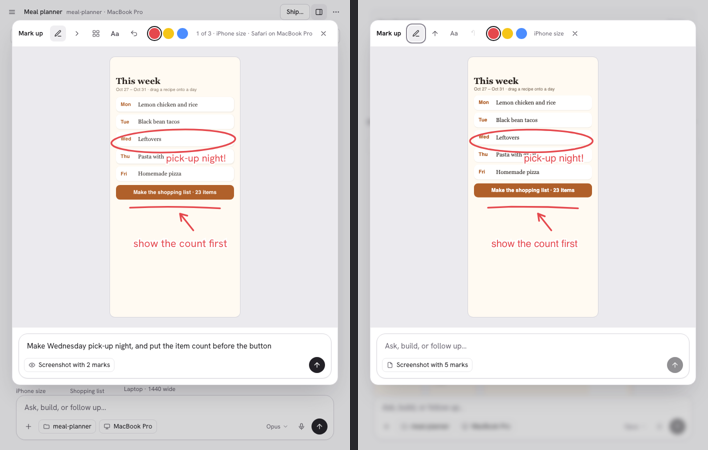 Meal planner meal-planner · MacBook Pro Ship...
Mark up Aa 1 of 3 · iPhone size · Safari on MacBook Pro
This week
Oct 27 – Oct 31 · drag a recipe onto a day
Mon Lemon chicken and rice
Tue Black bean tacos
Wed Leftovers
Thu Pasta with
pick-up night!
Fri Homemade pizza
Make the shopping list · 23 items
show the count first
Make Wednesday pick-up night, and put the item count before the button
Screenshot with 2 marks
iPhone size Shopping list Laptop · 1440 wide
Ask, build, or follow up...
meal-planner MacBook Pro Opus
Mark up Aa iPhone size
This week
Oct 27 – Oct 31 · drag a recipe onto a day
Mon Lemon chicken and rice
Tue Black bean tacos
Wed Leftovers
Thu Pasta with
pick-up night!
Fri Homemade pizza
Make the shopping list · 23 items
show the count first
Ask, build, or follow up...
Screenshot with 5 marks